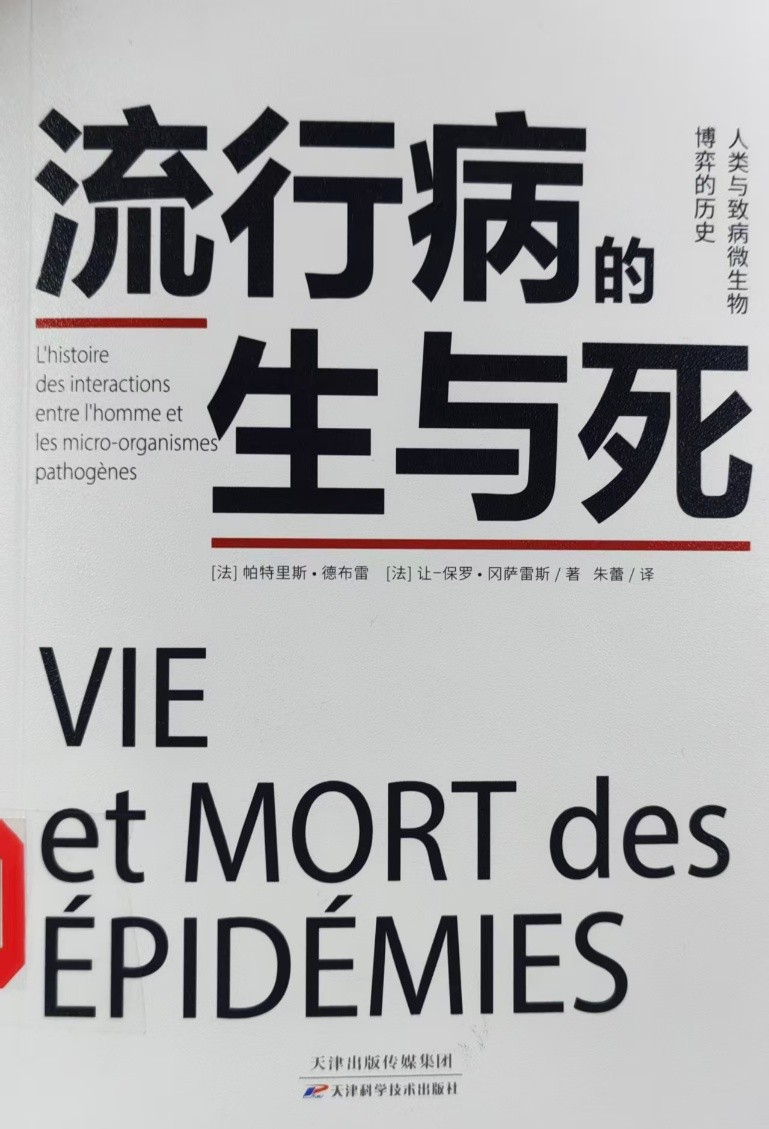 流行病的
人类与致病微生物
博弈的历史
L'histoire
des interactions
entre l'homme et
les micro-organismes
pathogènes
生与死
[法] 帕特里斯·德布雷 [法] 让-保罗·冈萨雷斯 / 著 朱蕾 / 译
VIE
et MORT des
ÉPIDÉMIES
天津出版传媒集团
天津科学技术出版社